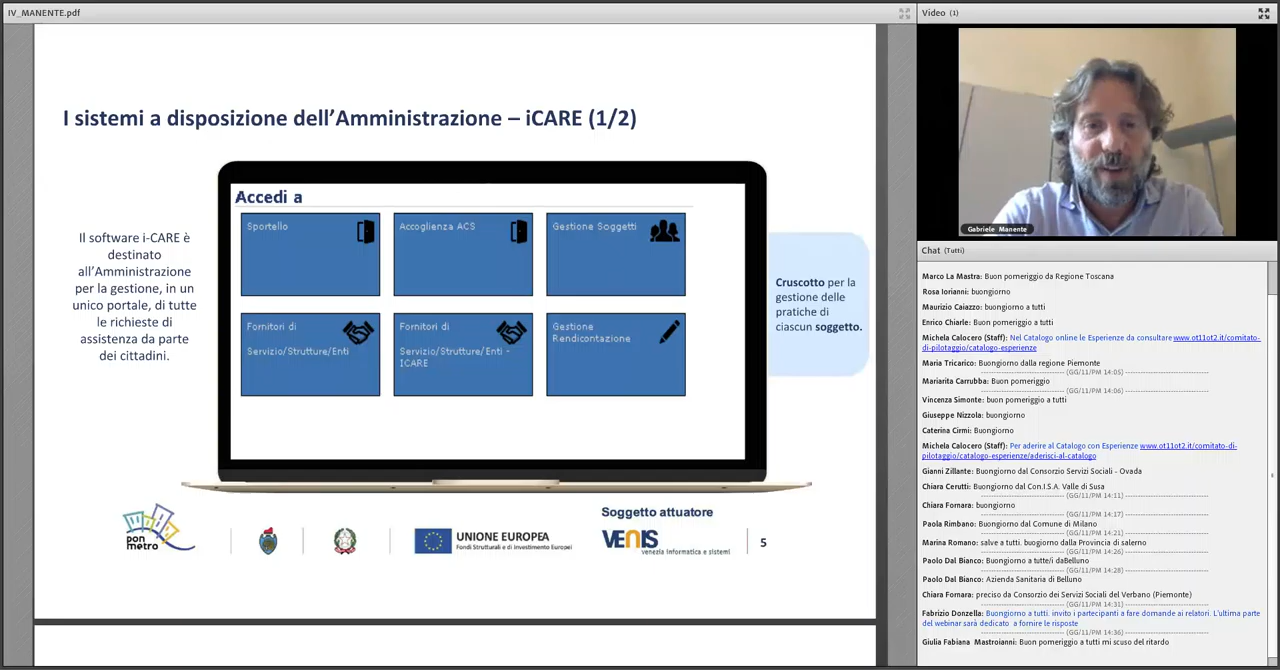 IV_MANENTE.pdf
I sistemi a disposizione dell’Amministrazione – iCARE (1/2)
Il software i-CARE è
destinato
all’Amministrazione
per la gestione, in un
unico portale, di tutte
le richieste di
assistenza da parte
dei cittadini.
Accedi a
Sportello
Accoglienza ACS
Gestione Soggetti
Fornitori di
Servizio/Strutture/Enti
Fornitori di
Servizio/Strutture/Enti -
ICARE
Gestione
Rendicontazione
Cruscotto per la
gestione delle
pratiche di
ciascun soggetto.
pon
metro
UNIONE EUROPEA
Fondi Strutturali e di Investimento Europei
Soggetto attuatore
VENIS
venezia informatica e sistemi
5
Video (1)
Gabriele Manente
Chat (Tutti)
Marco La Mastra: Buon pomeriggio da Regione Toscana
Rosa Iorianni: buongiorno
Maurizio Caiazzo: buongiorno a tutti
Enrico Chiarle: Buon pomeriggio a tutti
Michela Calocero (Staff): Nel Catalogo online le Esperienze da consultare www.ot11ot2.it/comitato-
di-pilotaggio/catalogo-esperienze
Maria Tricarico: Buongiorno dalla regione Piemonte
(GG/11/PM 14:05)
Mariarita Carrubba: Buon pomeriggio
(GG/11/PM 14:06)
Vincenza Simonte: buon pomeriggio a tutti
Giuseppe Nizzola: buongiorno
Caterina Cirmi: Buongiorno
Michela Calocero (Staff): Per aderire al Catalogo con Esperienze www.ot11ot2.it/comitato-di-
pilotaggio/catalogo-esperienze/aderisci-al-catalogo
Gianni Zillante: Buongiorno dal Consorzio Servizi Sociali - Ovada
Chiara Cerutti: Buongiorno dal Con.I.S.A. Valle di Susa
(GG/11/PM 14:11)
Chiara Fornara: buongiorno
(GG/11/PM 14:17)
Paola Rimbano: Buongiorno dal Comune di Milano
(GG/11/PM 14:21)
Marina Romano: salve a tutti. buogiorno dalla Provincia di salerno
(GG/11/PM 14:26)
Paolo Dal Bianco: Buongiorno a tutte/i daBelluno
(GG/11/PM 14:28)
Paolo Dal Bianco: Azienda Sanitaria di Belluno
Chiara Fornara: preciso da Consorzio dei Servizi Sociali del Verbano (Piemonte)
(GG/11/PM 14:31)
Fabrizio Donzella: Buongiorno a tutti. invito i partecipanti a fare domande ai relatori. L'ultima parte
del webinar sarà dedicato a fornire le risposte
(GG/11/PM 14:36)
Giulia Fabiana Mastroianni: Buon pomeriggio a tutti mi scuso del ritardo